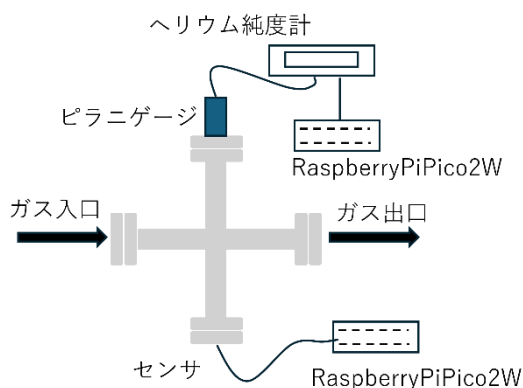 ヘリウム純度計
ピラニゲージ
RaspberryPiPico2W
ガス入口
ガス出口
センサ
RaspberryPiPico2W